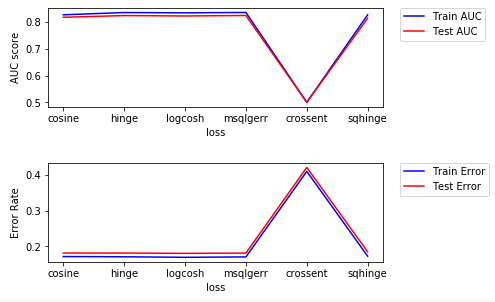 AUC score
0.8
0.7
0.6
0.5
cosine hinge logcosh msqlgerr crossent sqhinge
loss
Train AUC
Test AUC
Error Rate
0.4
0.3
0.2
cosine hinge logcosh msqlgerr crossent sqhinge
loss
Train Error
Test Error